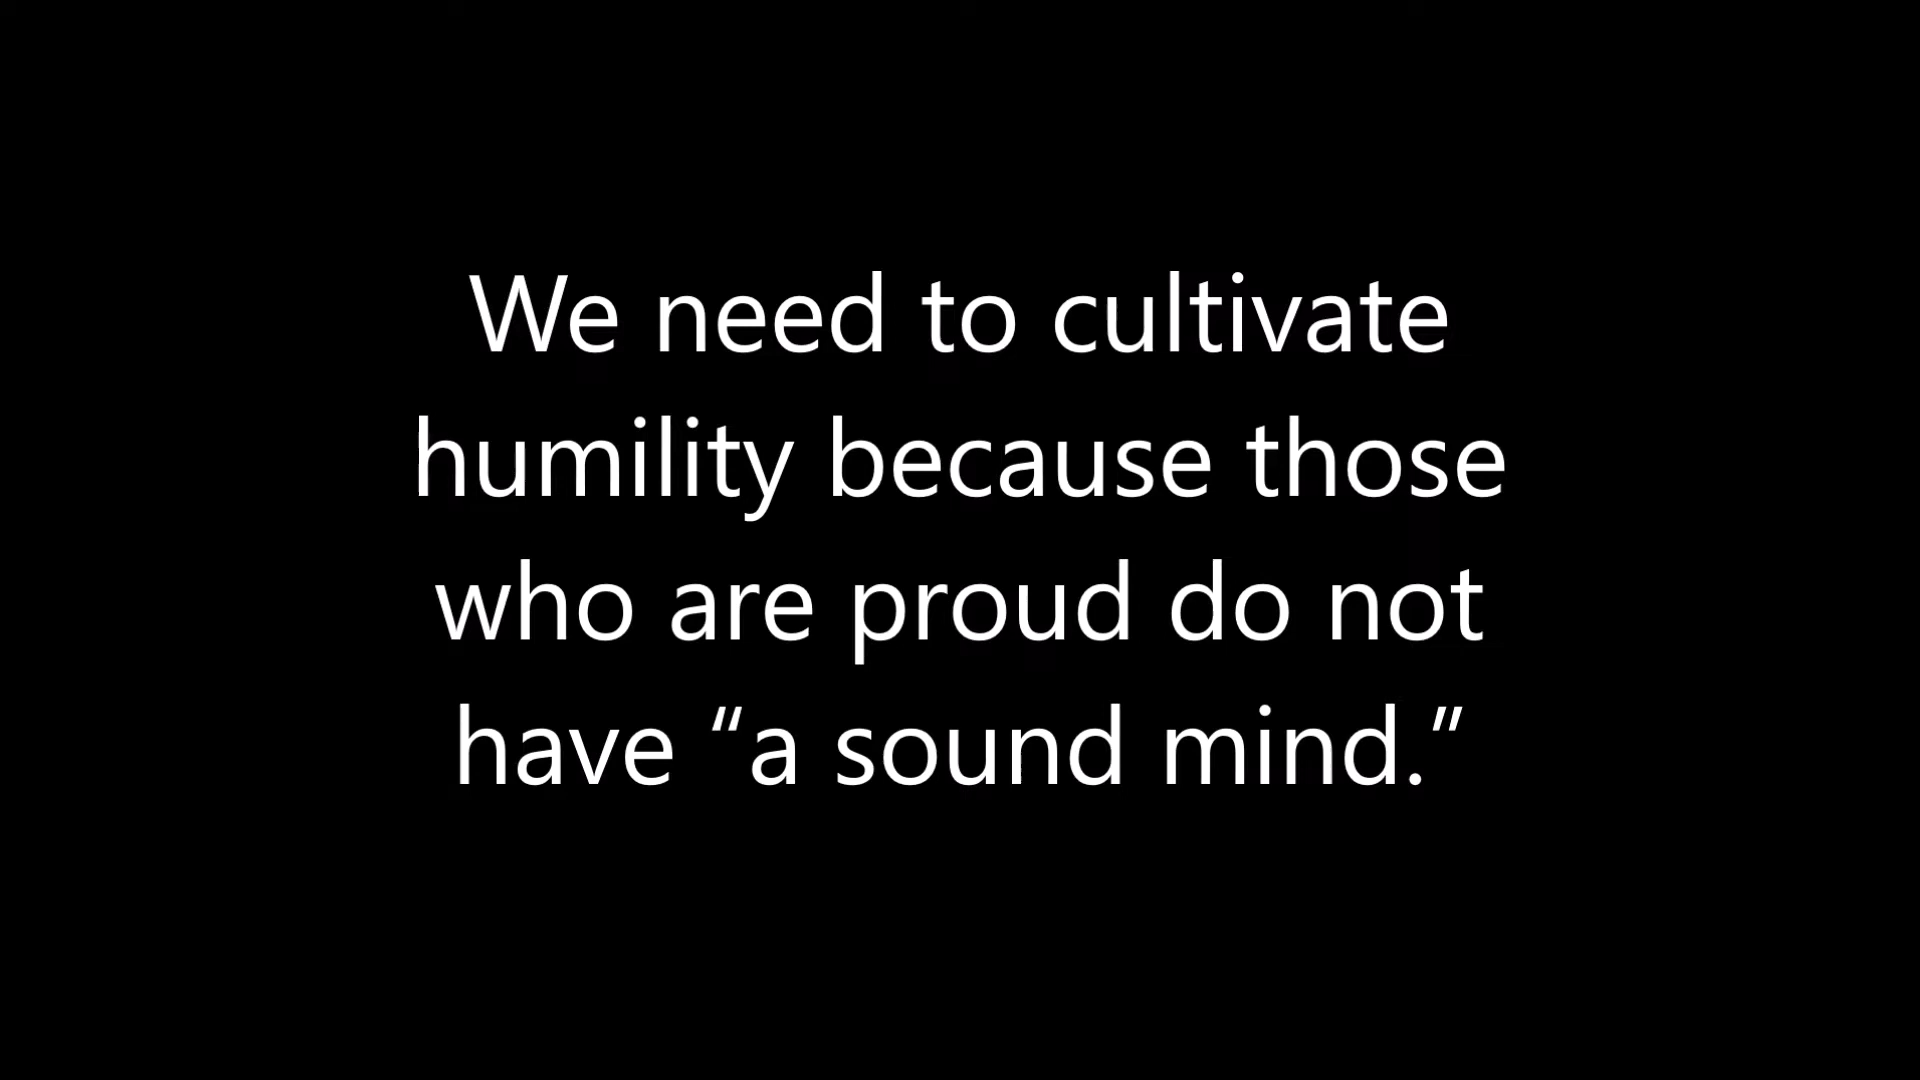 We need to cultivate
humility because those
who are proud do not
have “a sound mind.”